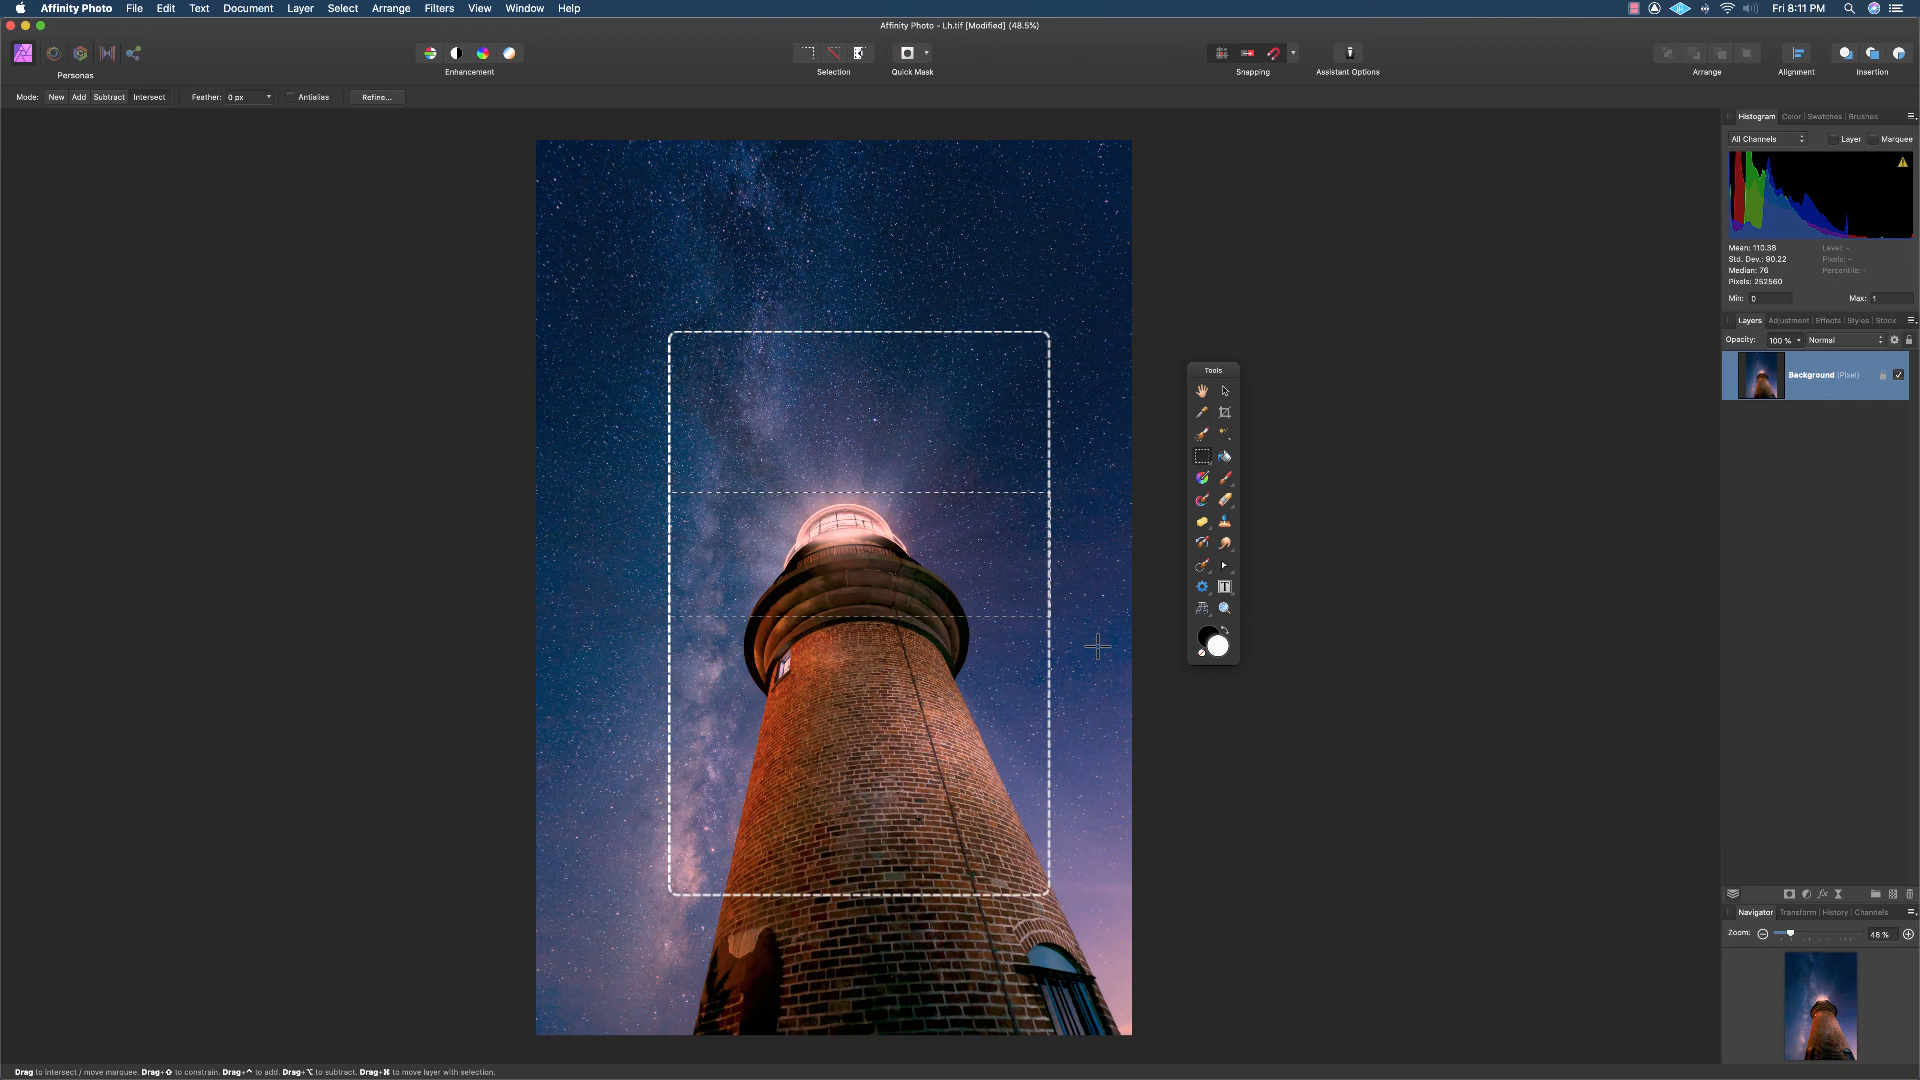 Affinity Photo File Edit Text Document Layer Select Arrange Filters View Window Help Fri 8:11 PM
Affinity Photo - Lh.tif [Modified] (48.5%)
Personas Enhancement Selection Quick Mask Snapping Assistant Options Arrange Alignment Insertion
Mode: New Add Subtract Intersect Feather: 0 px Antialias Refine...
Histogram Color Swatches Brushes
All Channels Layer Marquee
Mean: 110.38 Level: -
Std. Dev.: 90.22 Pixels: -
Median: 76 Percentile: -
Pixels: 252560
Min: 0 Max: 1
Layers Adjustment Effects Styles Stock
Opacity: 100 % Normal
Tools
Background (Pixel)
T
Navigator Transform History Channels
Zoom: 48 %
Drag to intersect / move marquee. Drag+⇧ to constrain. Drag+^ to add. Drag+⌥ to subtract. Drag+⌘ to move layer with selection.